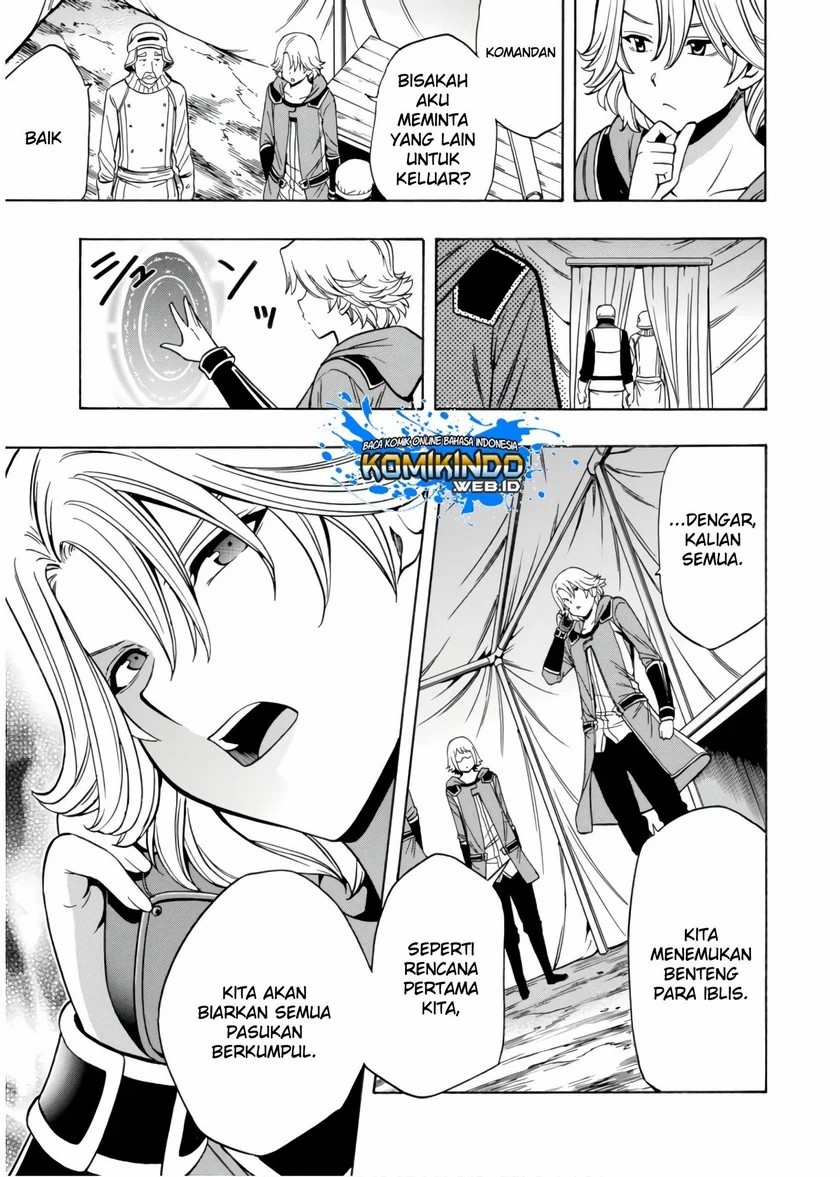 KOMANDAN
BISAKAH
AKU
MEMINTA
YANG LAIN
UNTUK
KELUAR?
BAIK
BACA KOMIK ONLINE BAHASA INDONESIA
KOMIKINDO
WEB.ID
...DENGAR,
KALIAN
SEMUA.
KITA
MENEMUKAN
BENTENG
PARA IBLIS.
SEPERTI
RENCANA
PERTAMA
KITA,
KITA AKAN
BIARKAN SEMUA
PASUKAN
BERKUMPUL.